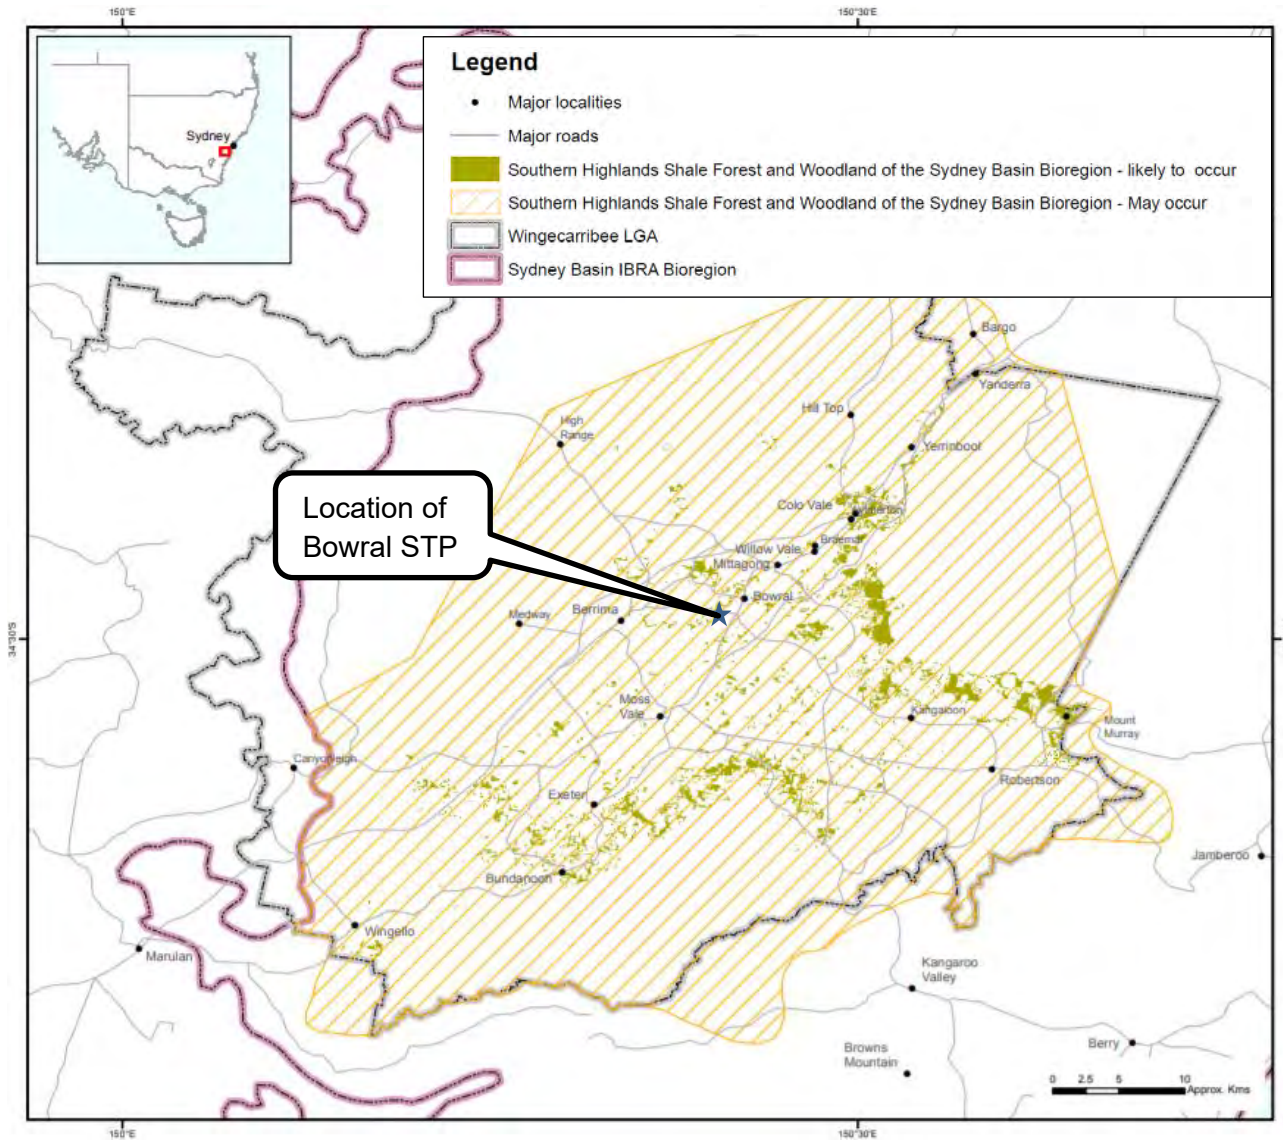 150°E
150°30'E
Sydney
Legend
Major localities
Major roads
Southern Highlands Shale Forest and Woodland of the Sydney Basin Bioregion - likely to occur
Southern Highlands Shale Forest and Woodland of the Sydney Basin Bioregion - May occur
Wingecarribee LGA
Sydney Basin IBRA Bioregion
Bargo
Yanderra
Hill Top
High
Range
Yerrinbool
Location of
Bowral STP
Colo Vale
Braemar
Willow Vale
Mittagong
Bowral
Berrima
Medway
34°30'S
Moss
Vale
Kangaloon
Mount
Murray
Canyonleigh
Robertson
Exeter
Jamberoo
Bundanoon
Wingello
Marulan
Kangaroo
Valley
Browns
Mountain
Berry
0 2.5 5 10
Approx. Kms
150°E
150°30'E